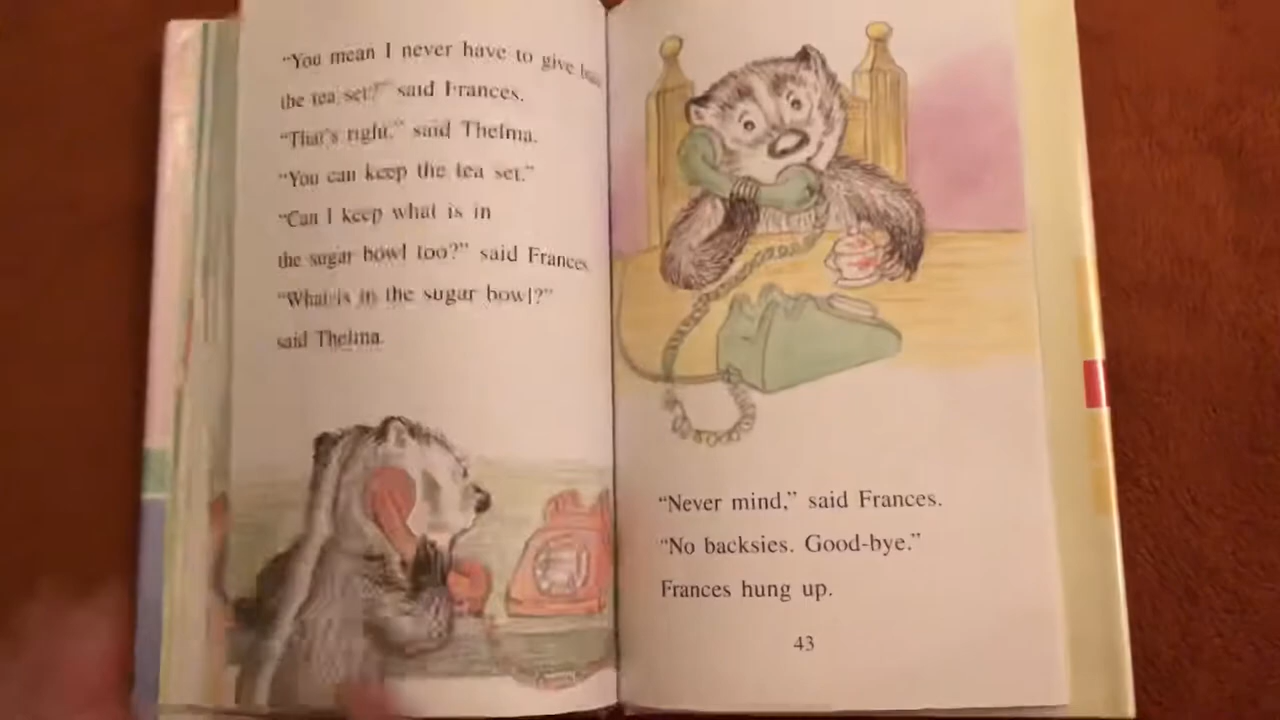 “You mean I never have to give back
the tea set?” said Frances.
“That’s right,” said Thelma.
“You can keep the tea set.”
“Can I keep what is in
the sugar bowl too?” said Frances.
“What is in the sugar bowl?”
said Thelma.
“Never mind,” said Frances.
“No backsies. Good-bye.”
Frances hung up.
43